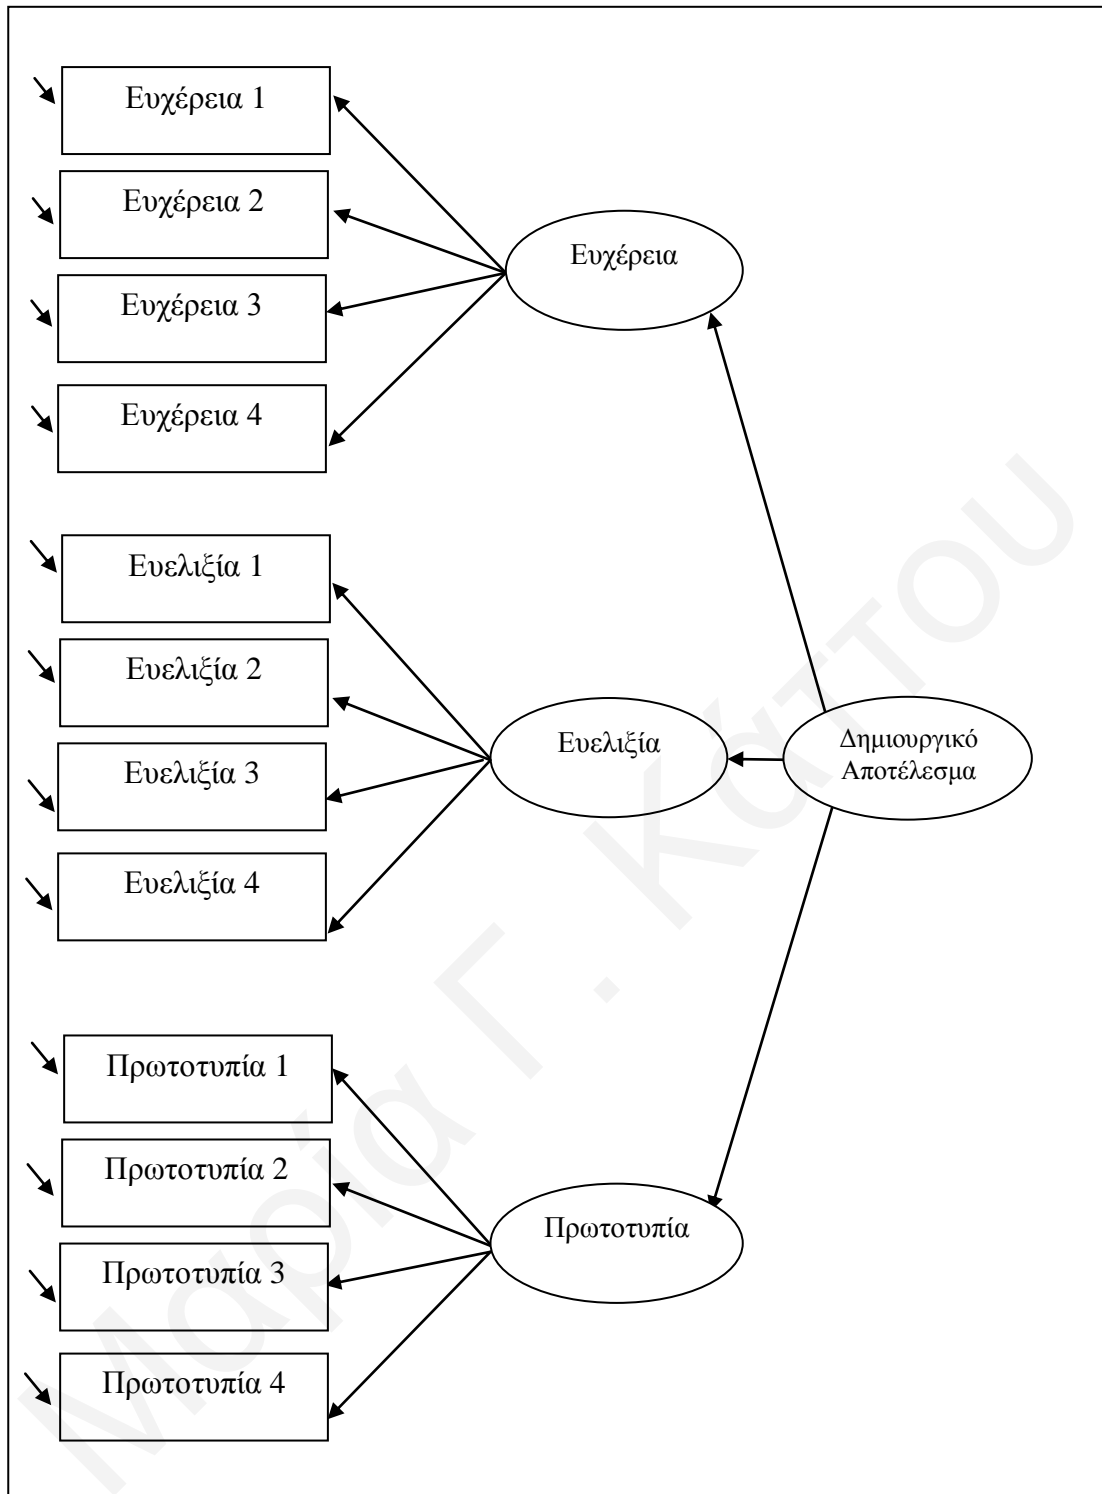 Ευχέρεια 1
Ευχέρεια 2
Ευχέρεια 3
Ευχέρεια 4
Ευχέρεια
Ευελιξία 1
Ευελιξία 2
Ευελιξία 3
Ευελιξία 4
Ευελιξία
Δημιουργικό
Αποτέλεσμα
Πρωτοτυπία 1
Πρωτοτυπία 2
Πρωτοτυπία 3
Πρωτοτυπία 4
Πρωτοτυπία
Μαρία Γ. Κάττου